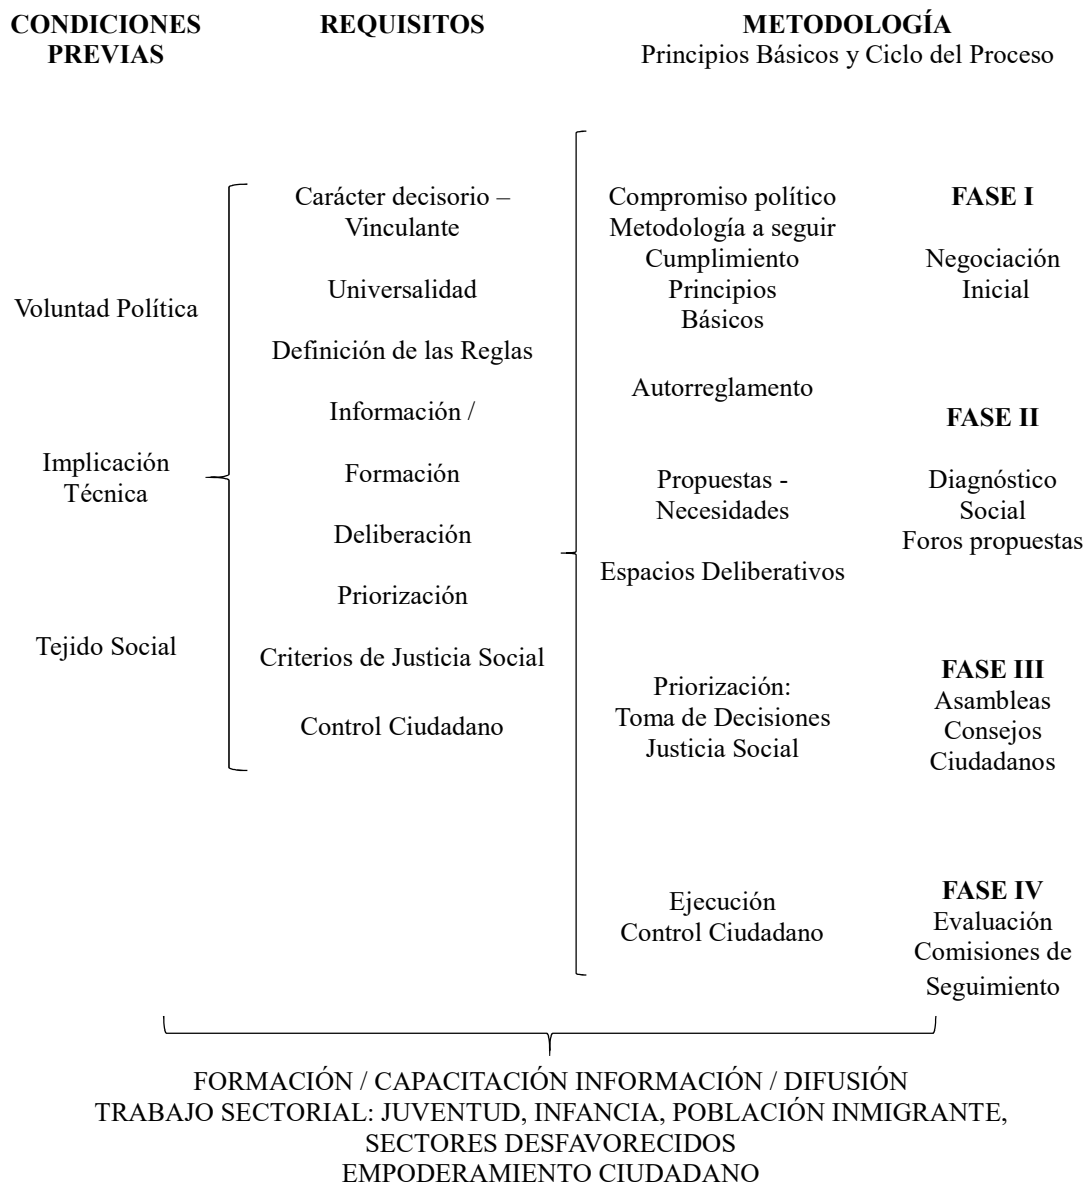 CONDICIONES
PREVIAS
REQUISITOS
METODOLOGÍA
Principios Básicos y Ciclo del Proceso
Voluntad Política
Implicación
Técnica
Tejido Social
Carácter decisorio –
Vinculante
Universalidad
Definición de las Reglas
Información /
Formación
Deliberación
Priorización
Criterios de Justicia Social
Control Ciudadano
Compromiso político
Metodología a seguir
Cumplimiento
Principios
Básicos
Autorreglamento
Propuestas -
Necesidades
Espacios Deliberativos
Priorización:
Toma de Decisiones
Justicia Social
Ejecución
Control Ciudadano
FASE I
Negociación
Inicial
FASE II
Diagnóstico
Social
Foros propuestas
FASE III
Asambleas
Consejos
Ciudadanos
FASE IV
Evaluación
Comisiones de
Seguimiento
FORMACIÓN / CAPACITACIÓN INFORMACIÓN / DIFUSIÓN
TRABAJO SECTORIAL: JUVENTUD, INFANCIA, POBLACIÓN INMIGRANTE,
SECTORES DESFAVORECIDOS
EMPODERAMIENTO CIUDADANO